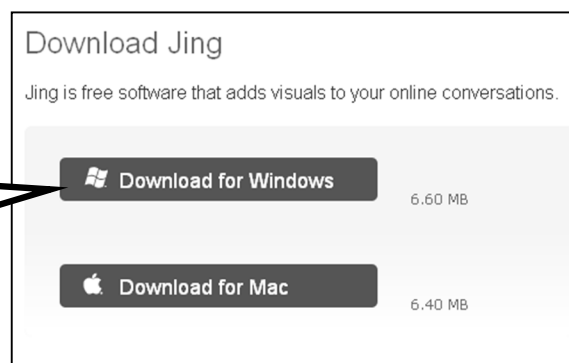 Download Jing
Jing is free software that adds visuals to your online conversations.
Download for Windows
6.60 MB
Download for Mac
6.40 MB